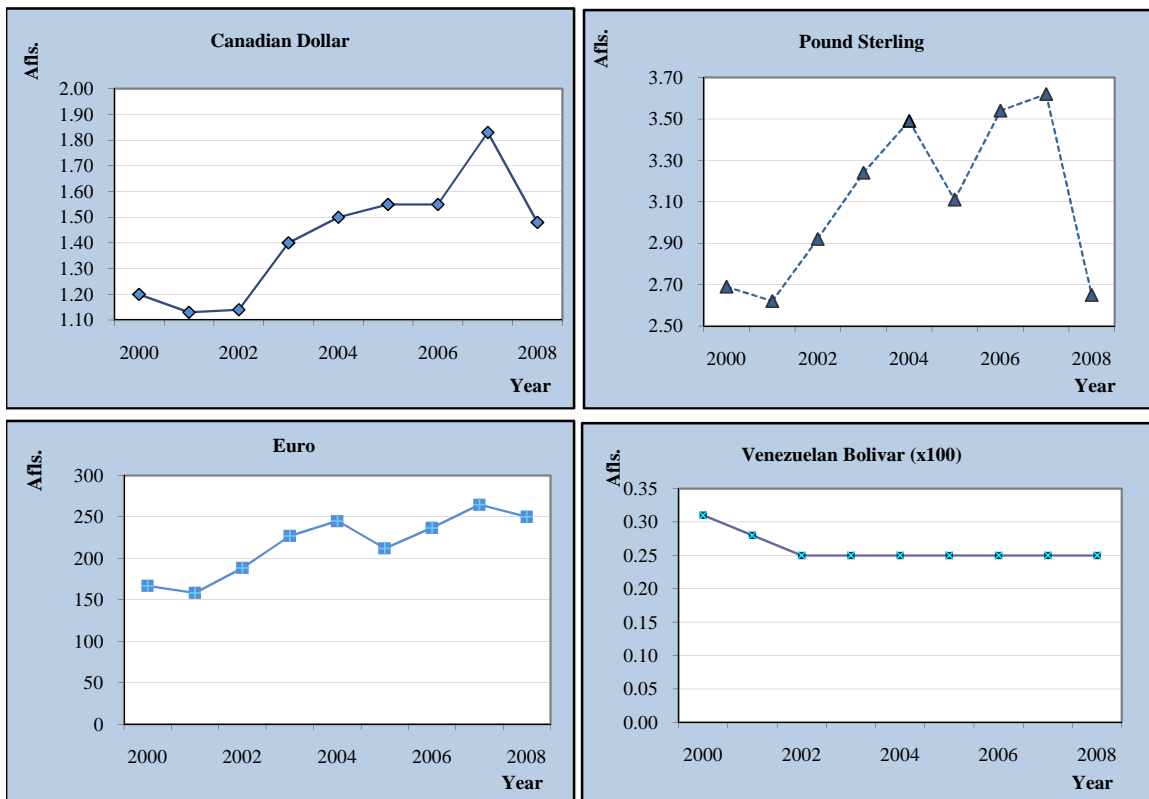 Canadian Dollar
Afls.
2.00
1.90
1.80
1.70
1.60
1.50
1.40
1.30
1.20
1.10
2000 2002 2004 2006 2008
Year
Pound Sterling
Afls.
3.70
3.50
3.30
3.10
2.90
2.70
2.50
2000 2002 2004 2006 2008
Year
Euro
Afls.
300
250
200
150
100
50
0
2000 2002 2004 2006 2008
Year
Venezuelan Bolivar (x100)
Afls.
0.35
0.30
0.25
0.20
0.15
0.10
0.05
0.00
2000 2002 2004 2006 2008
Year